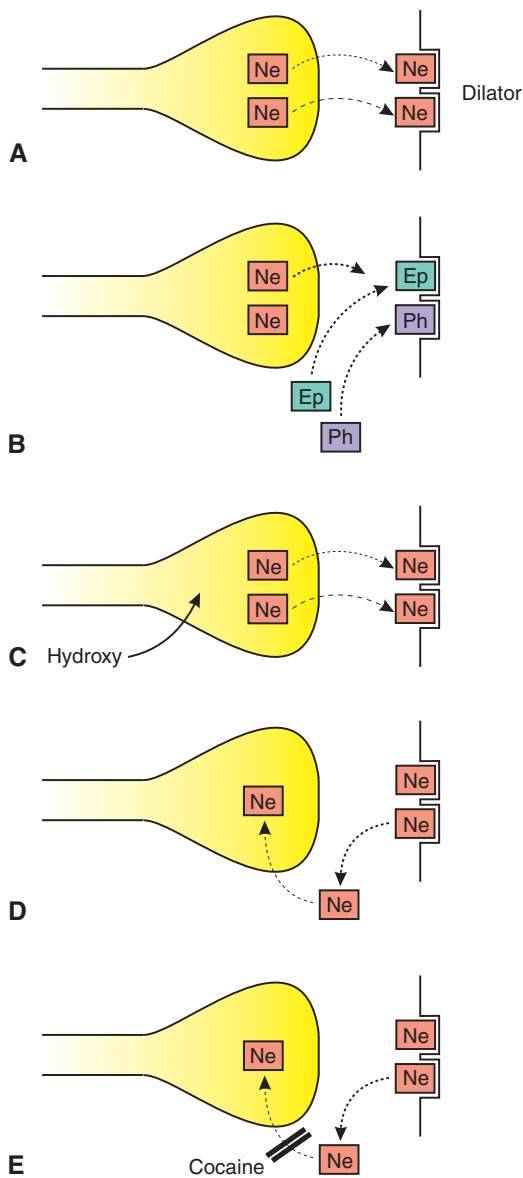 Ne Ne
Ne Ne Dilator
A
Ne Ep
Ne Ph
Ep
Ph
B
Ne Ne
Ne Ne
C Hydroxy
Ne
Ne Ne
Ne
D
Ne
Ne Ne
Ne
Cocaine
E